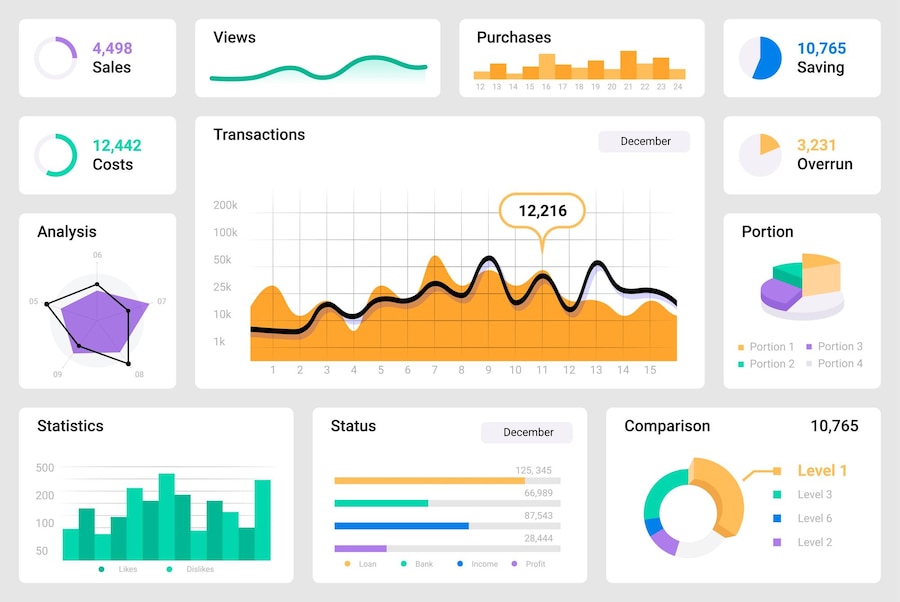 4,498
Sales
Views
Purchases
12 13 14 15 16 17 18 19 20 21 22 23 24
10,765
Saving
12,442
Costs
Transactions
December
3,231
Overrun
200k
100k
50k
25k
10k
1k
12,216
1 2 3 4 5 6 7 8 9 10 11 12 13 14 15
Analysis
06
05
07
09
08
Portion
Portion 1
Portion 3
Portion 2
Portion 4
Statistics
500
200
100
50
Likes
Dislikes
Status
December
125, 345
66,989
87,543
28,444
Loan
Bank
Income
Profit
Comparison
10,765
Level 1
Level 3
Level 6
Level 2